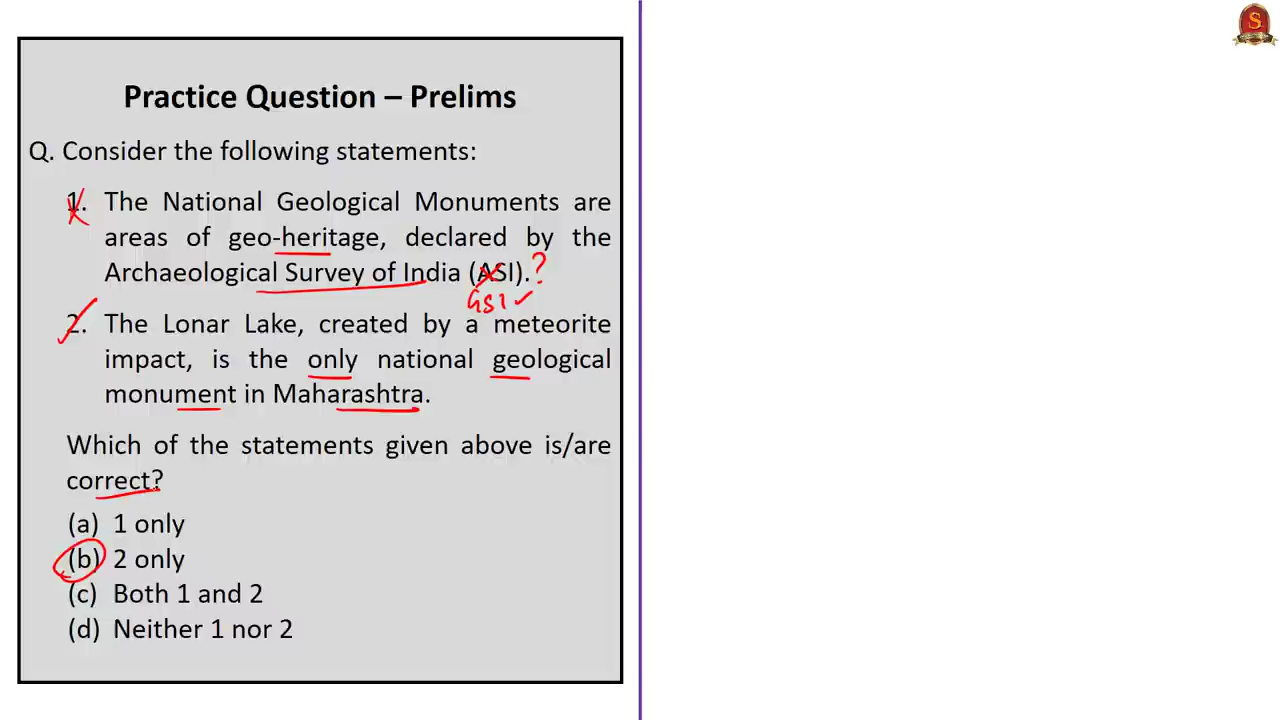 Practice Question – Prelims
Q. Consider the following statements:
1. The National Geological Monuments are
areas of geo-heritage, declared by the
Archaeological Survey of India (ASI). ?
GSI ✓
2. The Lonar Lake, created by a meteorite
impact, is the only national geological
monument in Maharashtra.
Which of the statements given above is/are
correct?
(a) 1 only
(b) 2 only
(c) Both 1 and 2
(d) Neither 1 nor 2
S